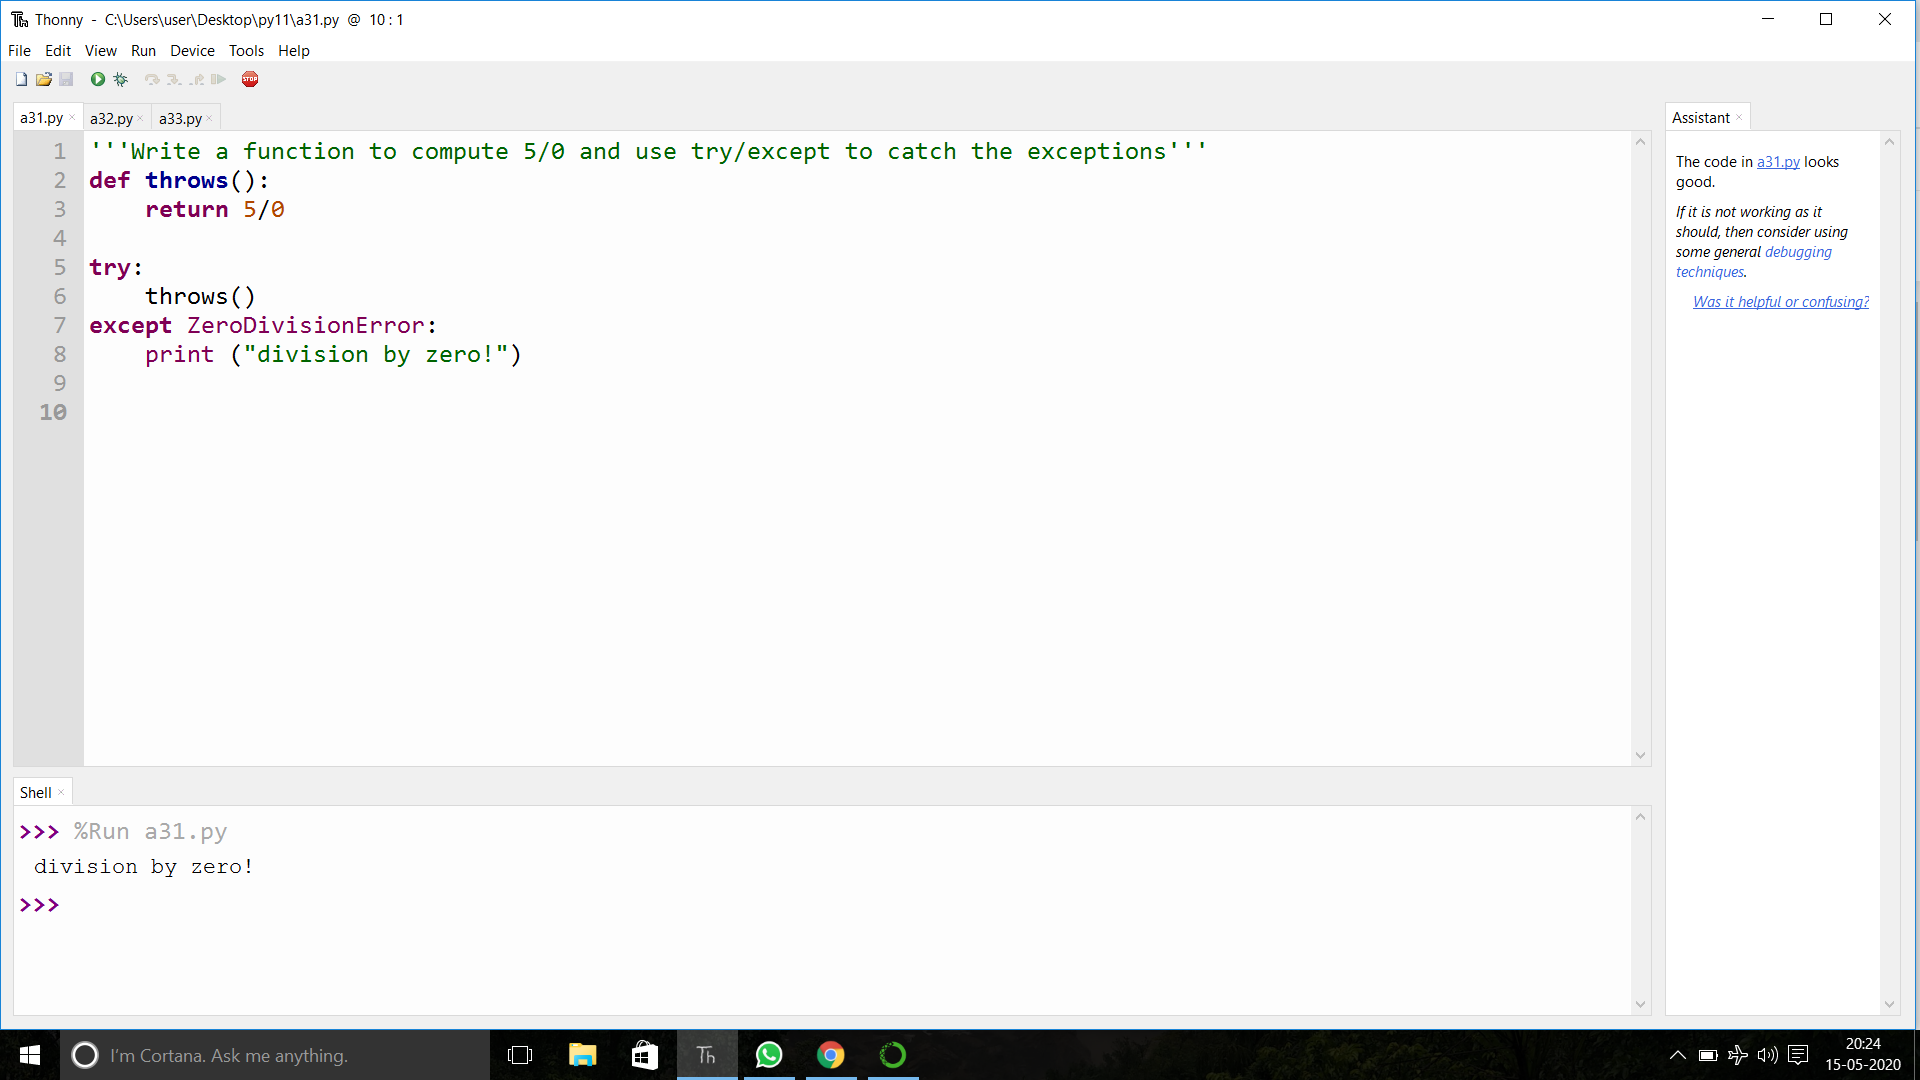 Thonny - C:\Users\user\Desktop\py11\a31.py @ 10 : 1
File Edit View Run Device Tools Help
STOP
a31.py × a32.py × a33.py ×
1 '''Write a function to compute 5/0 and use try/except to catch the exceptions'''
2 def throws():
3     return 5/0
4
5 try:
6     throws()
7 except ZeroDivisionError:
8     print ("division by zero!")
9
10
Assistant ×
The code in a31.py looks
good.
If it is not working as it
should, then consider using
some general debugging
techniques.
Was it helpful or confusing?
Shell ×
>>> %Run a31.py
division by zero!
>>>
I'm Cortana. Ask me anything.
Th
20:24
15-05-2020